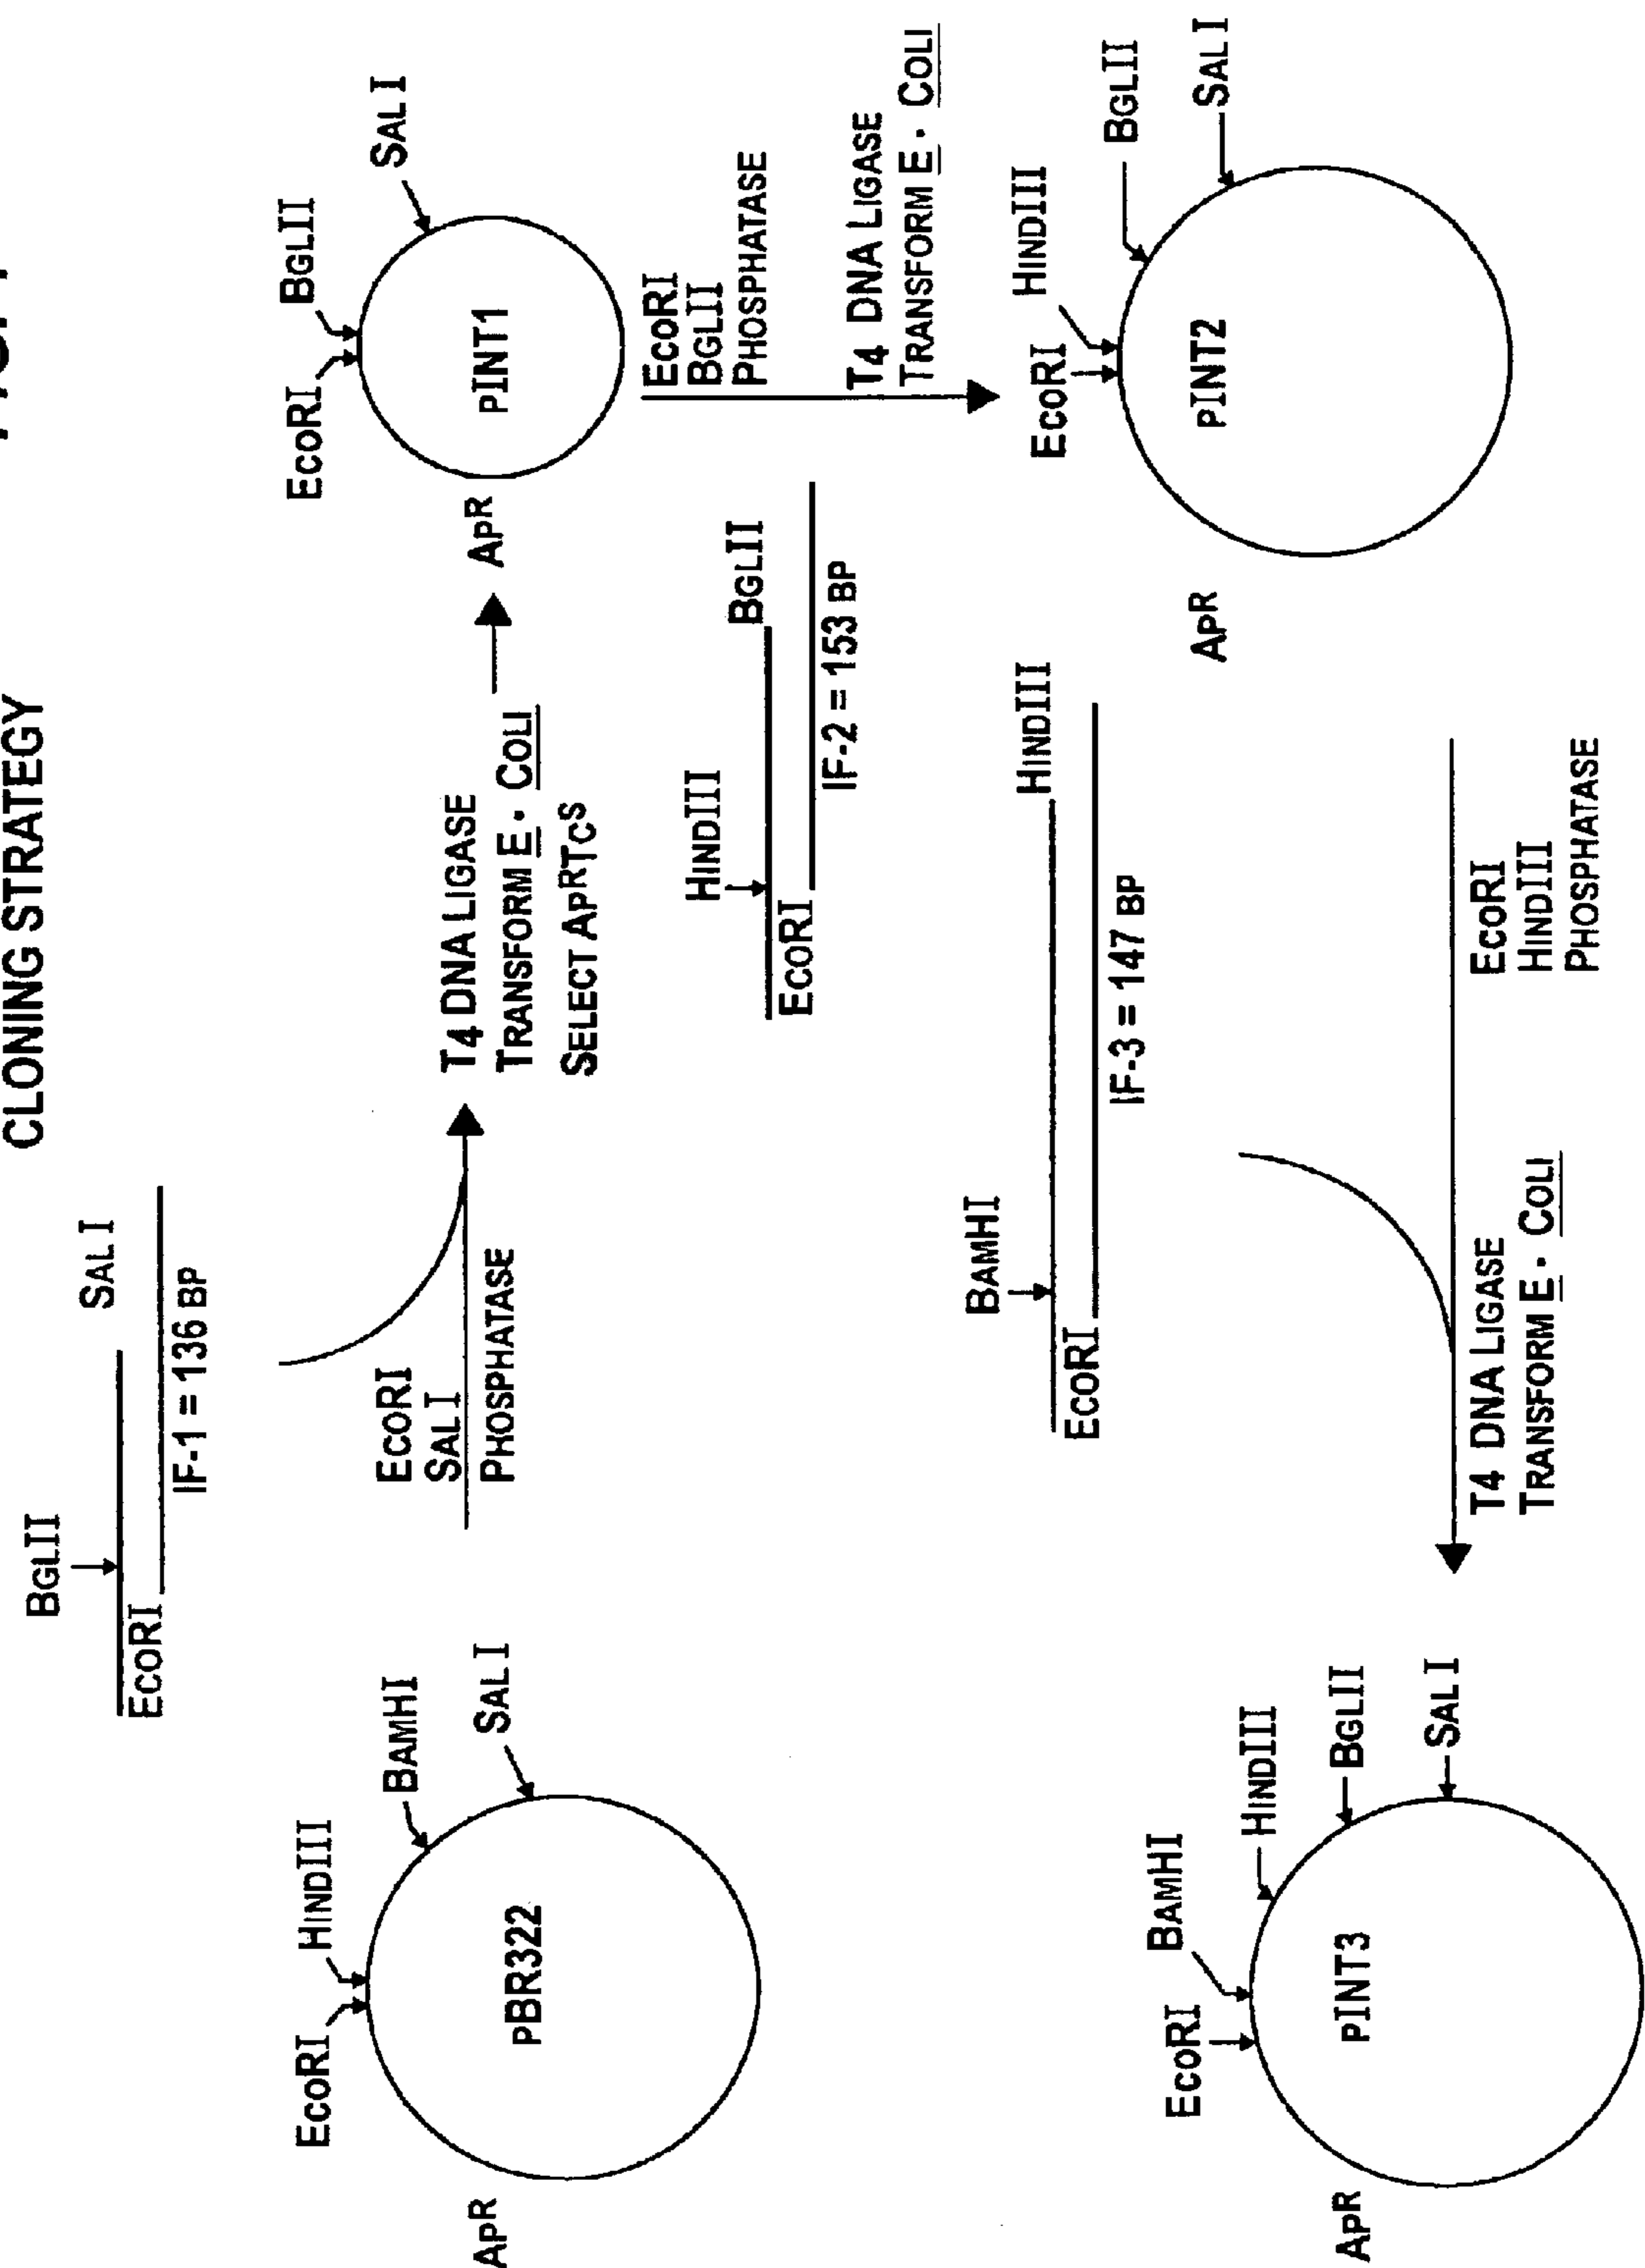 CLONING STRATEGY
BglII
Sal I
EcoRI
IF-1 = 136 bp
EcoRI
HindIII
BamHI
Sal I
pBR322
ApR
EcoRI
Sal I
Phosphatase
T4 DNA Ligase
Transform E. Coli
Select ApRTcS
EcoRI
BglII
Sal I
pINT1
ApR
EcoRI
BglII
Phosphatase
HindIII
BglII
EcoRI
IF-2 = 153 bp
T4 DNA Ligase
Transform E. Coli
BamHI
HindIII
EcoRI
IF-3 = 147 bp
EcoRI
HindIII
BglII
Sal I
pINT2
ApR
EcoRI
BamHI
HindIII
BglII
Sal I
pINT3
ApR
T4 DNA Ligase
Transform E. Coli
EcoRI
HindIII
Phosphatase